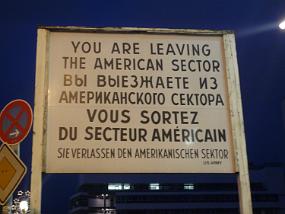 YOU ARE LEAVING
THE AMERICAN SECTOR
ВЫ ВЫЕЗЖАЕТЕ ИЗ
АМЕРИКАНСКОГО СЕКТОРА
VOUS SORTEZ
DU SECTEUR AMÉRICAIN
SIE VERLASSEN DEN AMERIKANISCHEN SEKTOR
US ARMY